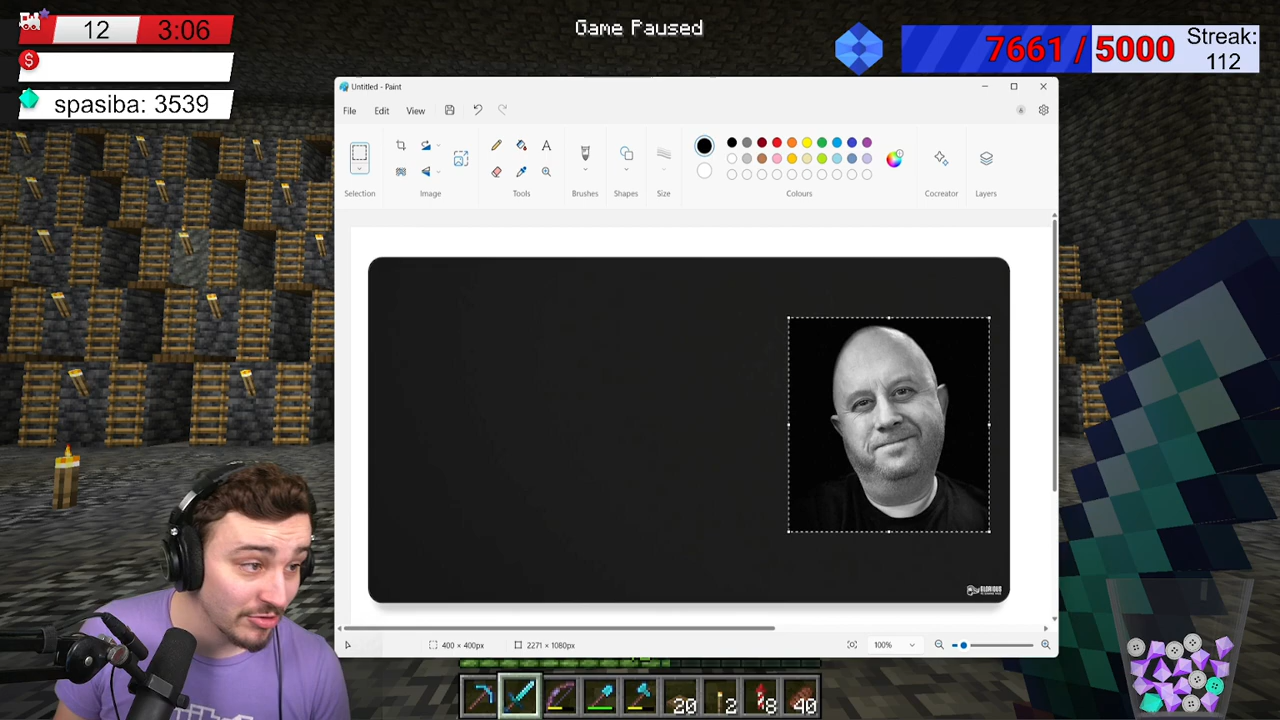 12
3:06
Game Paused
7661 / 5000
Streak:
112
$
spasiba: 3539
Untitled - Paint
File
Edit
View
Selection
Image
Tools
Brushes
Shapes
Size
Colours
Cocreator
Layers
A
GLORIOUS
400 × 400px
2271 × 1080px
100%
20
2
8
40